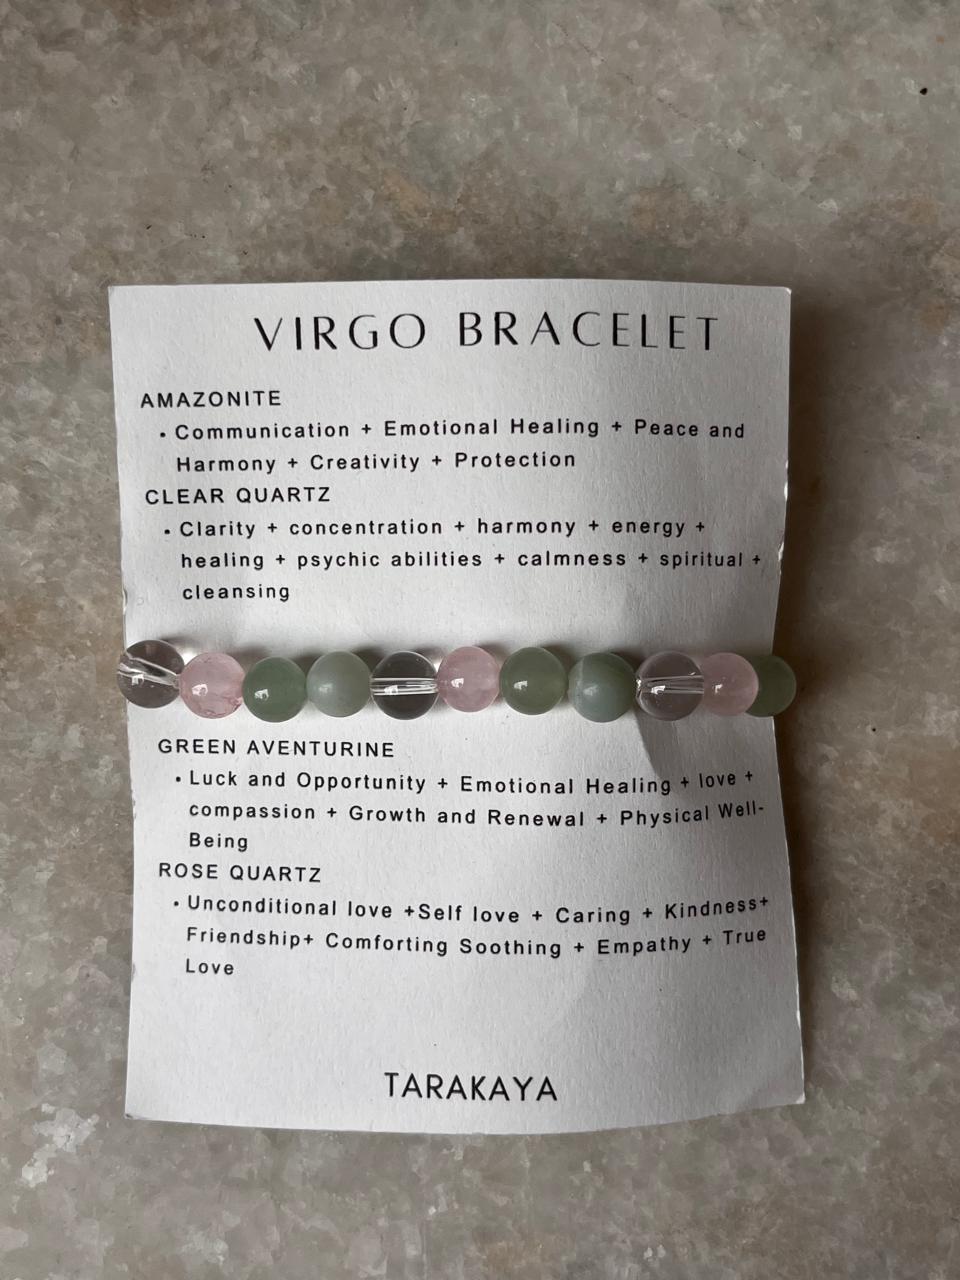 VIRGO BRACELET
AMAZONITE
• Communication + Emotional Healing + Peace and
Harmony + Creativity + Protection
CLEAR QUARTZ
• Clarity + concentration + harmony + energy +
healing + psychic abilities + calmness + spiritual +
cleansing
GREEN AVENTURINE
• Luck and Opportunity + Emotional Healing + love +
compassion + Growth and Renewal + Physical Well-
Being
ROSE QUARTZ
• Unconditional love +Self love + Caring + Kindness+
Friendship+ Comforting Soothing + Empathy + True
Love
TARAKAYA